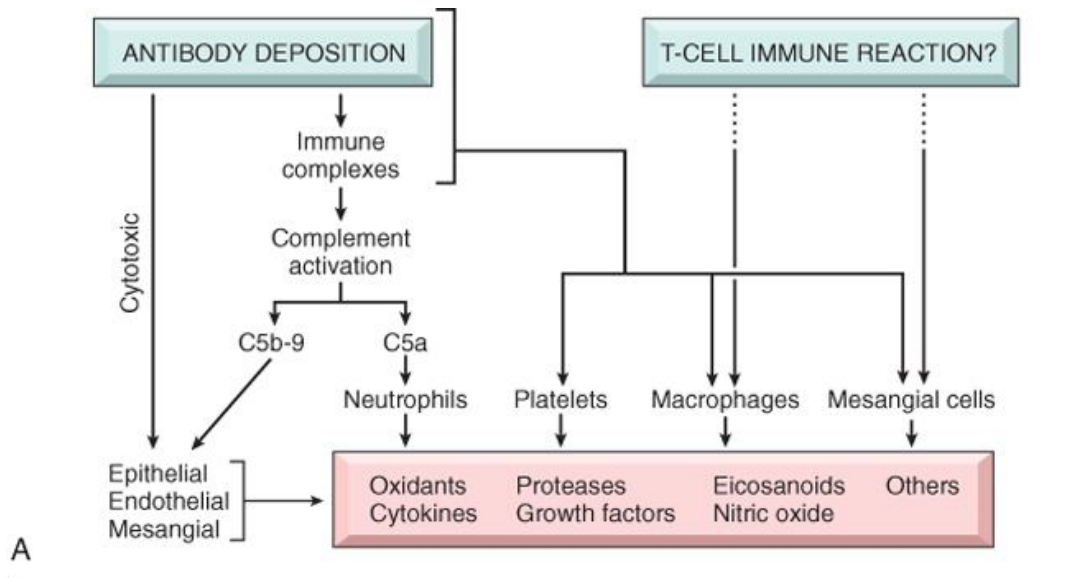 ANTIBODY DEPOSITION
T-CELL IMMUNE REACTION?
Immune
complexes
Cytotoxic
Complement
activation
C5b-9
C5a
Neutrophils
Platelets
Macrophages
Mesangial cells
Epithelial
Endothelial
Mesangial
Oxidants
Cytokines
Proteases
Growth factors
Eicosanoids
Nitric oxide
Others
A